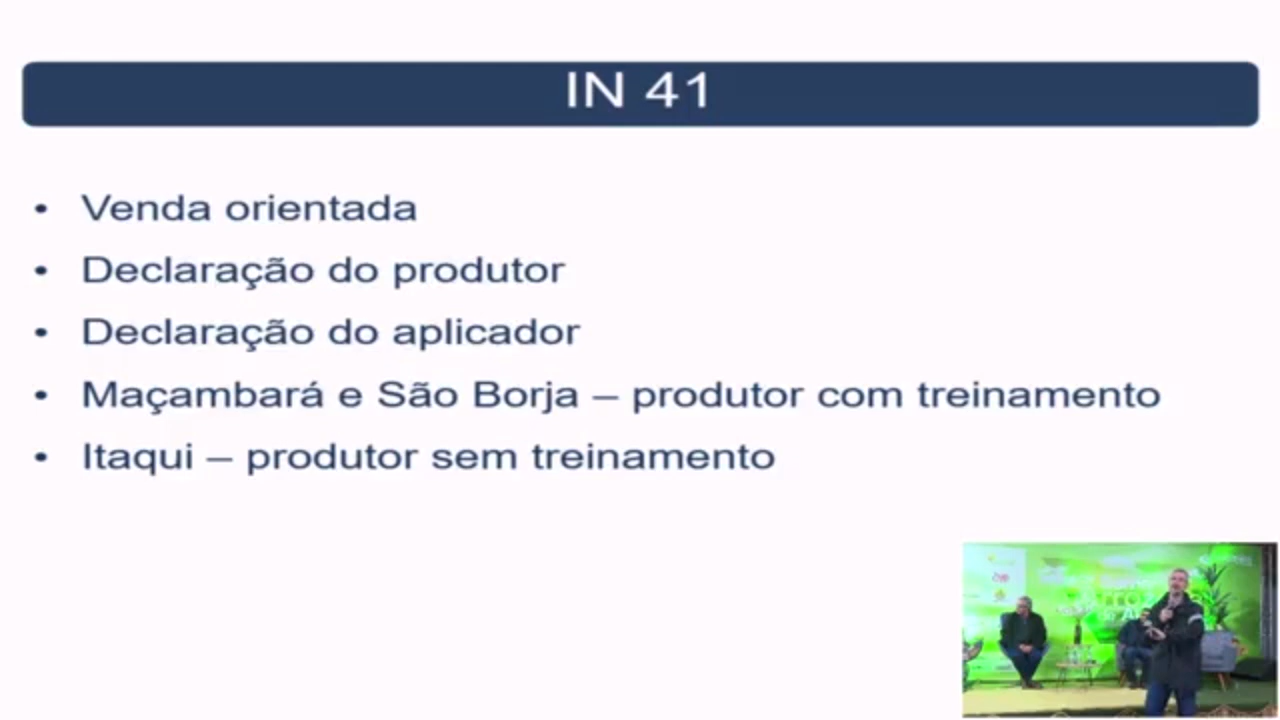 IN 41
• Venda orientada
• Declaração do produtor
• Declaração do aplicador
• Maçambará e São Borja – produtor com treinamento
• Itaqui – produtor sem treinamento